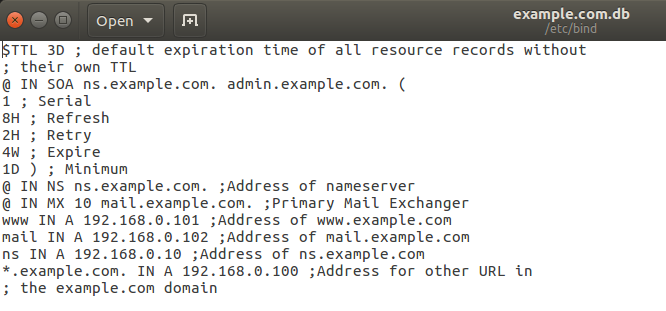 Open
example.com.db
/etc/bind
$TTL 3D ; default expiration time of all resource records without
; their own TTL
@ IN SOA ns.example.com. admin.example.com. (
1 ; Serial
8H ; Refresh
2H ; Retry
4W ; Expire
1D ) ; Minimum
@ IN NS ns.example.com. ;Address of nameserver
@ IN MX 10 mail.example.com. ;Primary Mail Exchanger
www IN A 192.168.0.101 ;Address of www.example.com
mail IN A 192.168.0.102 ;Address of mail.example.com
ns IN A 192.168.0.10 ;Address of ns.example.com
*.example.com. IN A 192.168.0.100 ;Address for other URL in
; the example.com domain